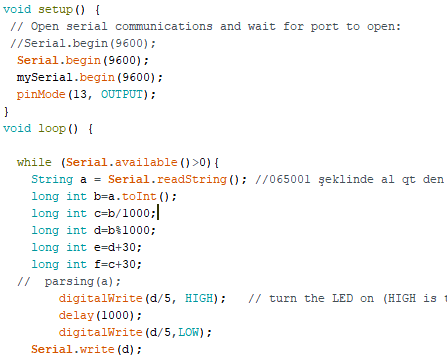 void setup() {
// Open serial communications and wait for port to open:
//Serial.begin(9600);
Serial.begin(9600);
mySerial.begin(9600);
pinMode(13, OUTPUT);
}
void loop() {
while (Serial.available()>0){
String a = Serial.readString(); //065001 şeklinde al qt den
long int b=a.toInt();
long int c=b/1000;
long int d=b%1000;
long int e=d+30;
long int f=c+30;
// parsing(a);
digitalWrite(d/5, HIGH); // turn the LED on (HIGH is t
delay(1000);
digitalWrite(d/5,LOW);
Serial.write(d);